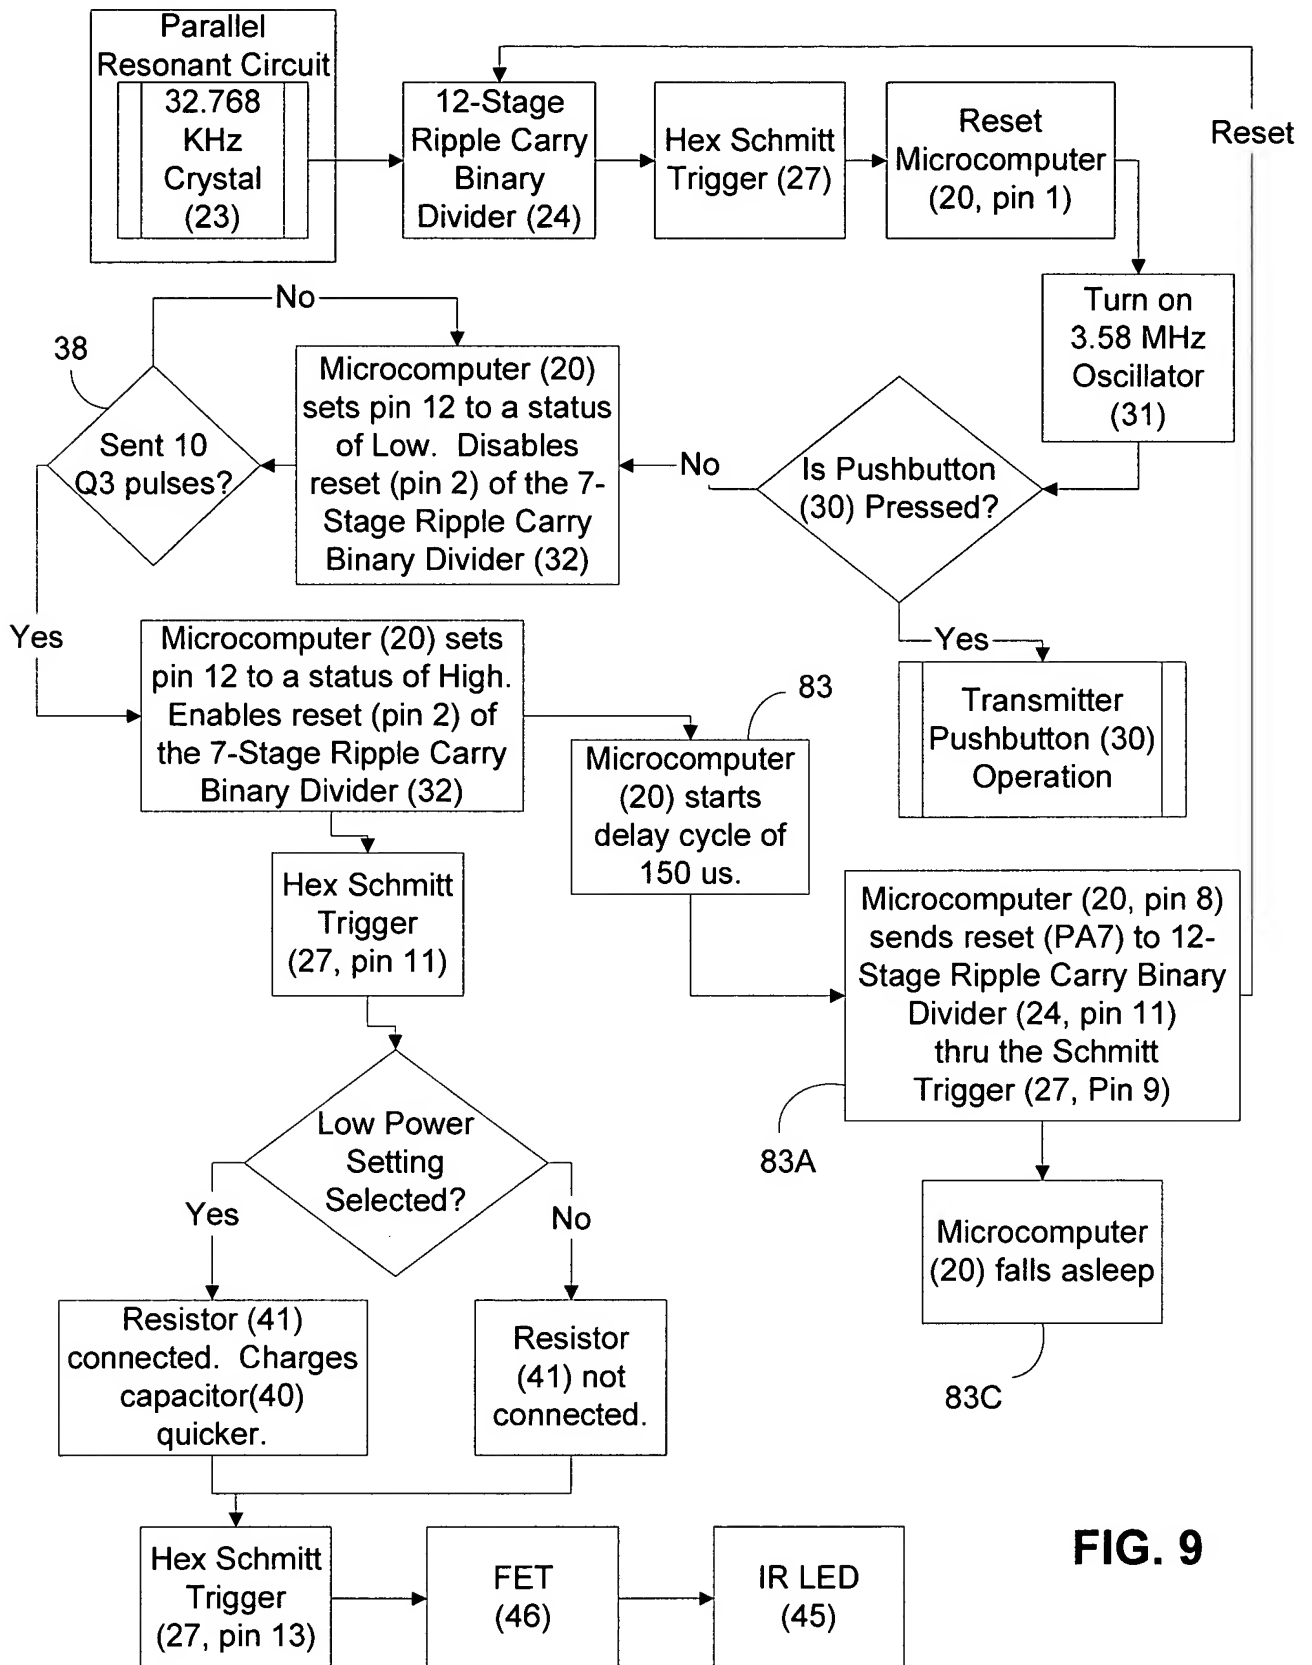 Parallel
Resonant Circuit
32.768
KHz
Crystal
(23)
12-Stage
Ripple Carry
Binary
Divider (24)
Hex Schmitt
Trigger (27)
Reset
Microcomputer
(20, pin 1)
Reset
Turn on
3.58 MHz
Oscillator
(31)
No
38
Sent 10
Q3 pulses?
Microcomputer (20)
sets pin 12 to a status
of Low. Disables
reset (pin 2) of the 7-
Stage Ripple Carry
Binary Divider (32)
No
Is Pushbutton
(30) Pressed?
Yes
Yes
Microcomputer (20) sets
pin 12 to a status of High.
Enables reset (pin 2) of
the 7-Stage Ripple Carry
Binary Divider (32)
83
Microcomputer
(20) starts
delay cycle of
150 us.
Transmitter
Pushbutton (30)
Operation
Hex Schmitt
Trigger
(27, pin 11)
Microcomputer (20, pin 8)
sends reset (PA7) to 12-
Stage Ripple Carry Binary
Divider (24, pin 11)
thru the Schmitt
Trigger (27, Pin 9)
83A
Low Power
Setting
Selected?
Yes
No
Microcomputer
(20) falls asleep
83C
Resistor (41)
connected. Charges
capacitor(40)
quicker.
Resistor
(41) not
connected.
Hex Schmitt
Trigger
(27, pin 13)
FET
(46)
IR LED
(45)
FIG. 9